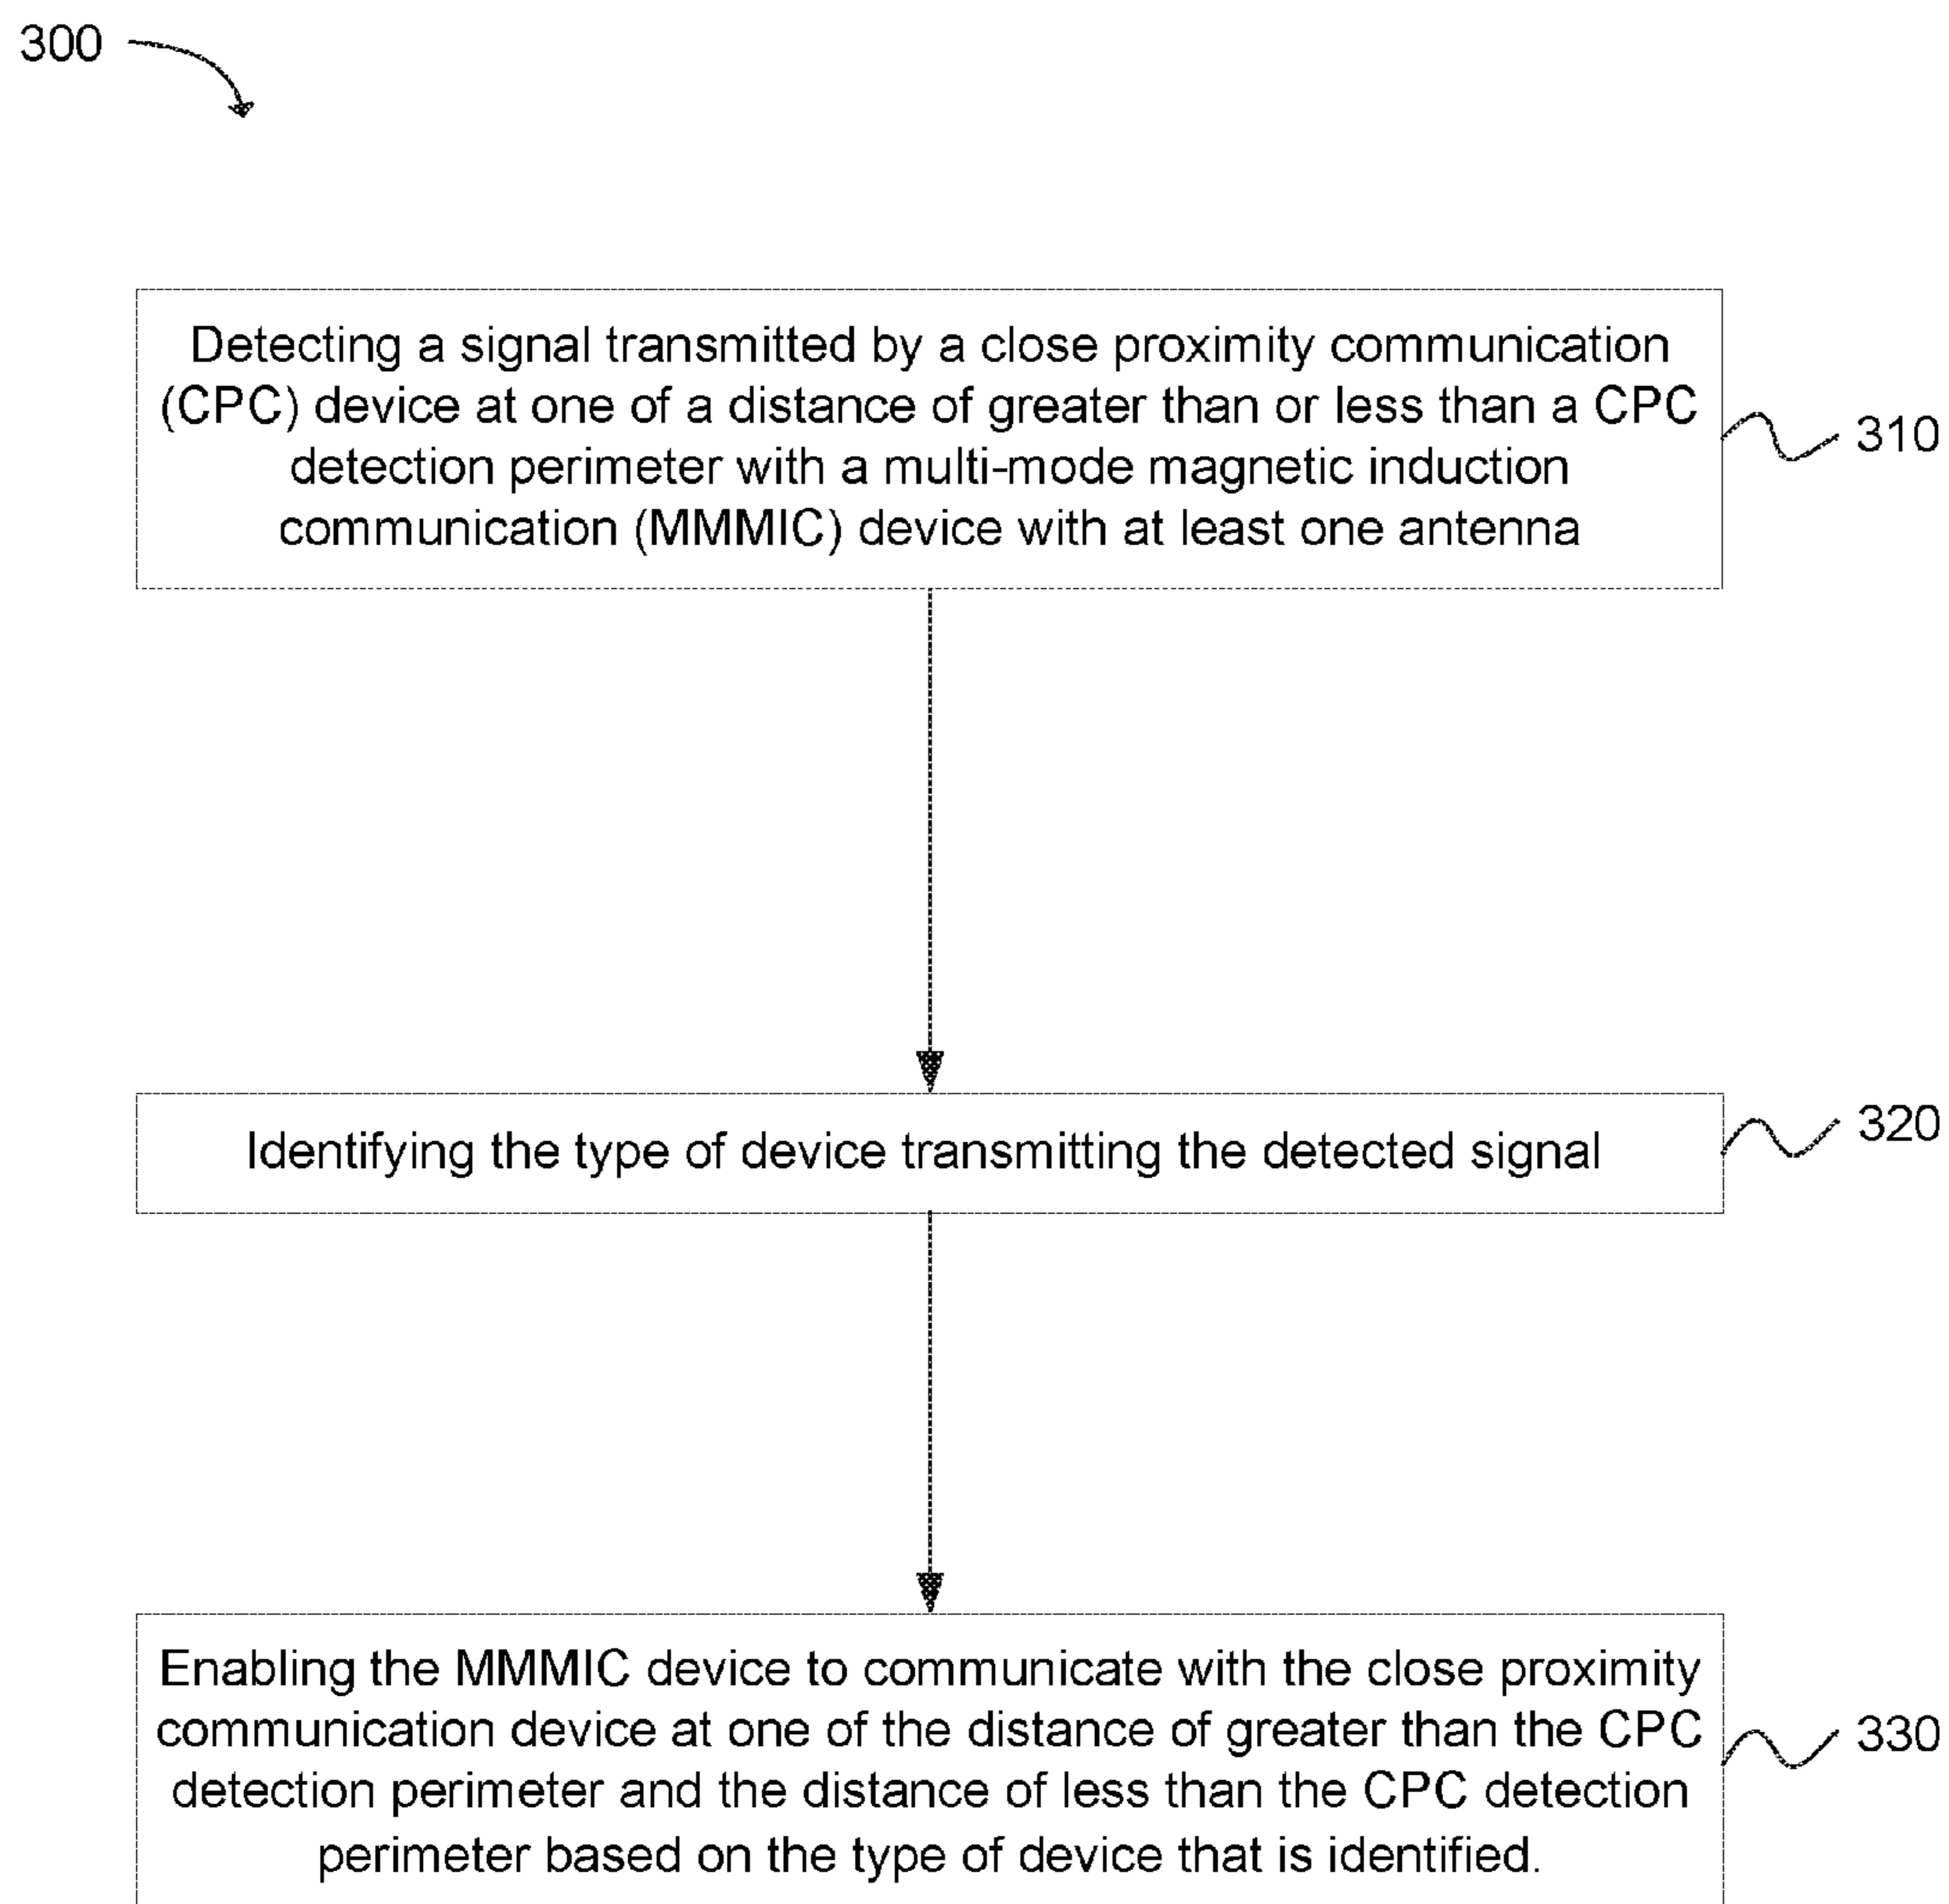 300
Detecting a signal transmitted by a close proximity communication
(CPC) device at one of a distance of greater than or less than a CPC
detection perimeter with a multi-mode magnetic induction
communication (MMMIC) device with at least one antenna
310
Identifying the type of device transmitting the detected signal
320
Enabling the MMMIC device to communicate with the close proximity
communication device at one of the distance of greater than the CPC
detection perimeter and the distance of less than the CPC detection
perimeter based on the type of device that is identified.
330